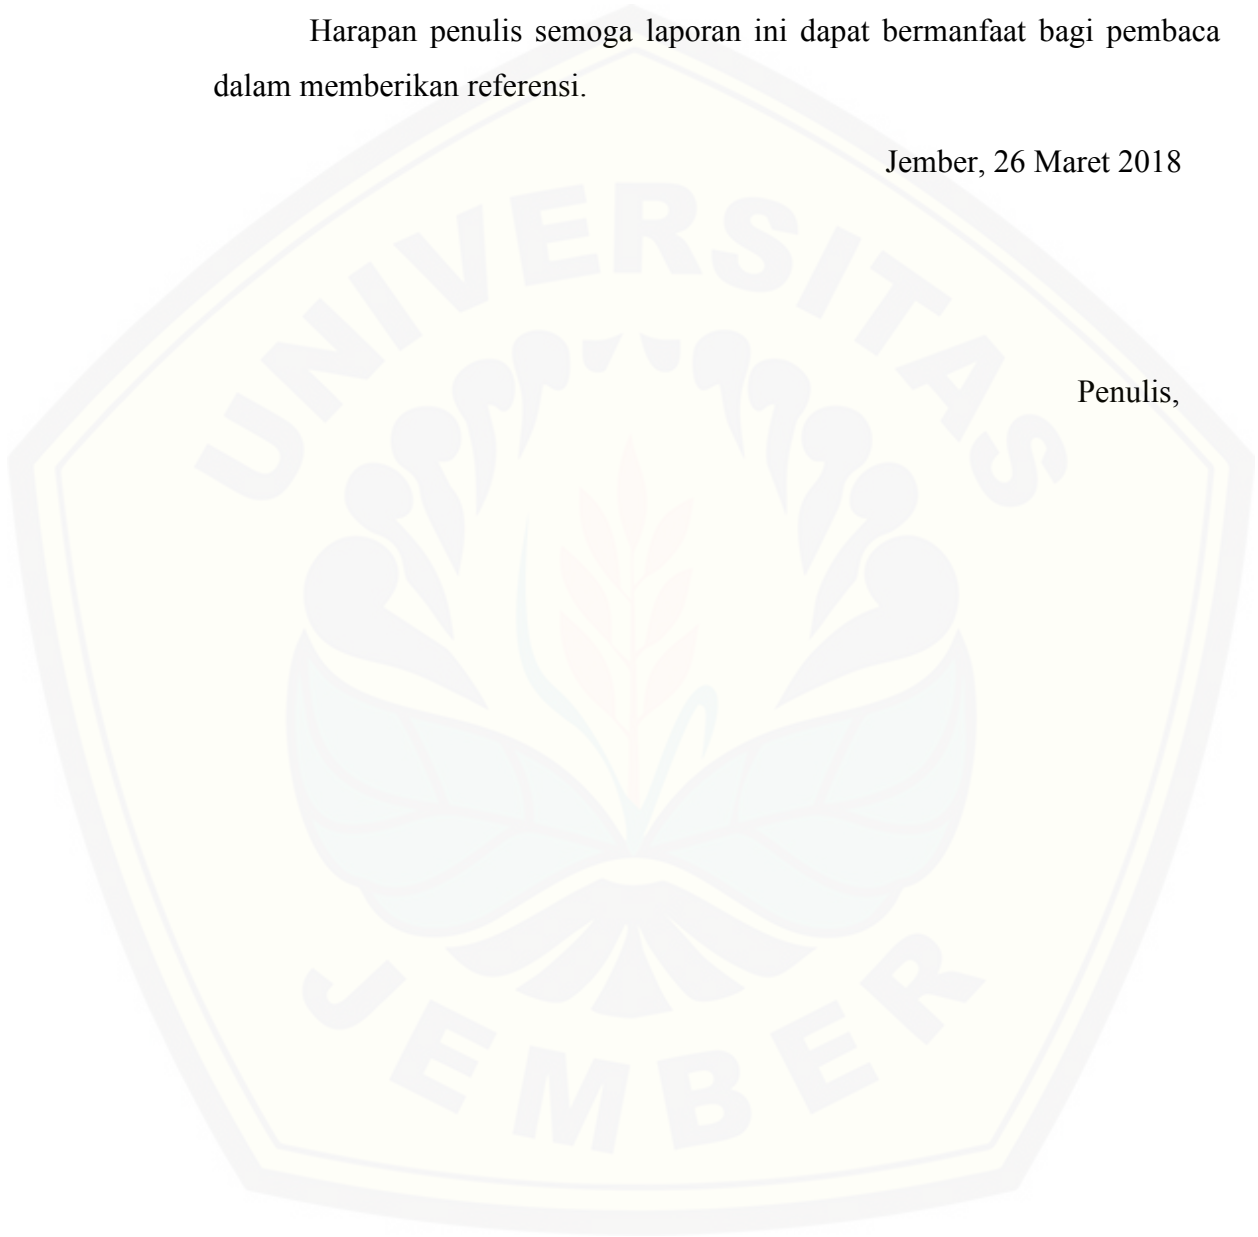 Harapan penulis semoga laporan ini dapat bermanfaat bagi pembaca
dalam memberikan referensi.
Jember, 26 Maret 2018
Penulis,
UNIVERSITAS
JEMBER